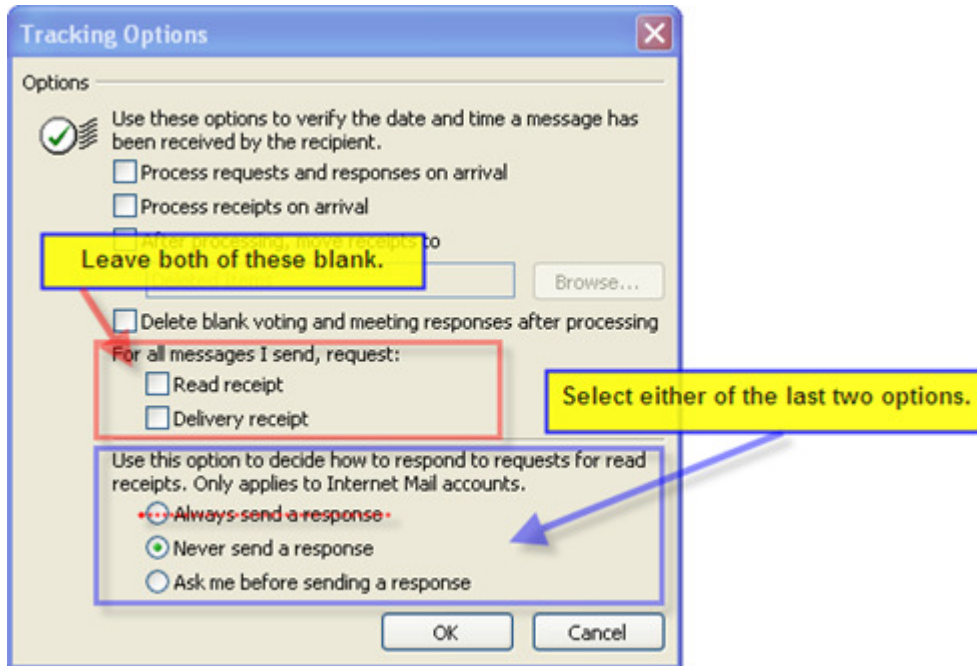 Tracking Options
Options
Use these options to verify the date and time a message has
been received by the recipient.
Process requests and responses on arrival
Process receipts on arrival
After processing, move receipts to
Leave both of these blank.
Deleted Items
Browse...
Delete blank voting and meeting responses after processing
For all messages I send, request:
Read receipt
Delivery receipt
Select either of the last two options.
Use this option to decide how to respond to requests for read
receipts. Only applies to Internet Mail accounts.
Always send a response
Never send a response
Ask me before sending a response
OK
Cancel